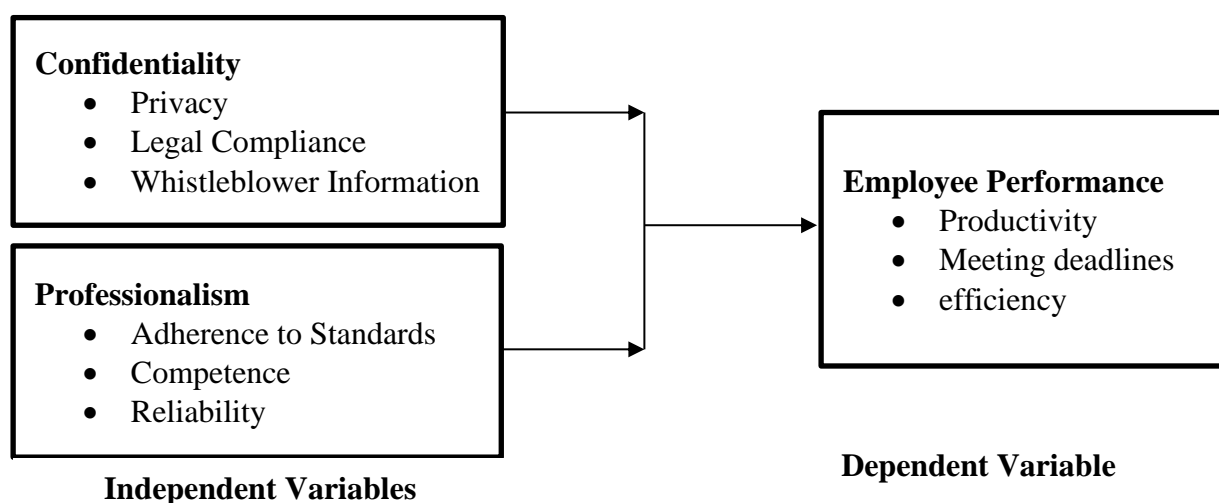 Confidentiality
• Privacy
• Legal Compliance
• Whistleblower Information
Professionalism
• Adherence to Standards
• Competence
• Reliability
Independent Variables
Employee Performance
• Productivity
• Meeting deadlines
• efficiency
Dependent Variable